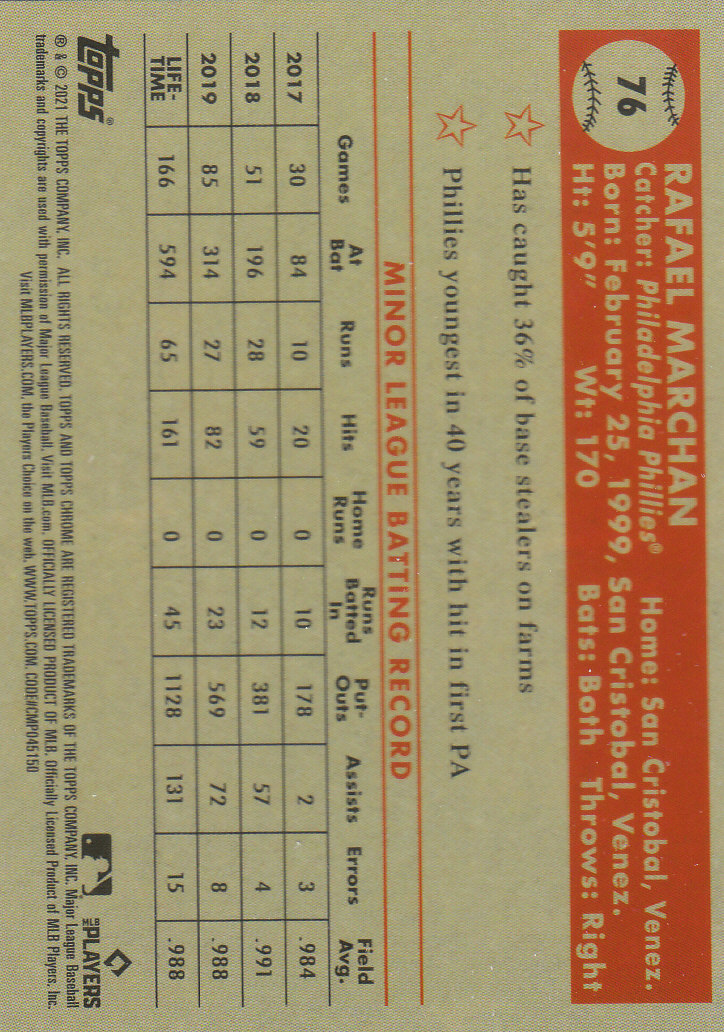 76
RAFAEL MARCHAN
Catcher: Philadelphia Phillies® Home: San Cristobal, Venez.
Born: February 25, 1999, San Cristobal, Venez.
Ht: 5'9" Wt: 170 Bats: Both Throws: Right
Has caught 36% of base stealers on farms
Phillies youngest in 40 years with hit in first PA
MINOR LEAGUE BATTING RECORD
Games At Bat Runs Hits Home Runs Runs Batted In Put-Outs Assists Errors Field Avg.
2017 30 84 10 20 0 10 178 2 3 .984
2018 51 196 28 59 0 12 381 57 4 .991
2019 85 314 27 82 0 23 569 72 8 .988
LIFE-TIME 166 594 65 161 0 45 1128 131 15 .988
topps®
MLB PLAYERS
® & © 2021 THE TOPPS COMPANY, INC. ALL RIGHTS RESERVED. TOPPS AND TOPPS CHROME ARE REGISTERED TRADEMARKS OF THE TOPPS COMPANY, INC. Major League Baseball
trademarks and copyrights are used with permission of Major League Baseball. Visit MLB.com. OFFICIALLY LICENSED PRODUCT OF MLB. Officially Licensed Product of MLB Players, Inc.
Visit MLBPLAYERS.COM, the Players Choice on the web. WWW.TOPPS.COM. CODE#CMP045150